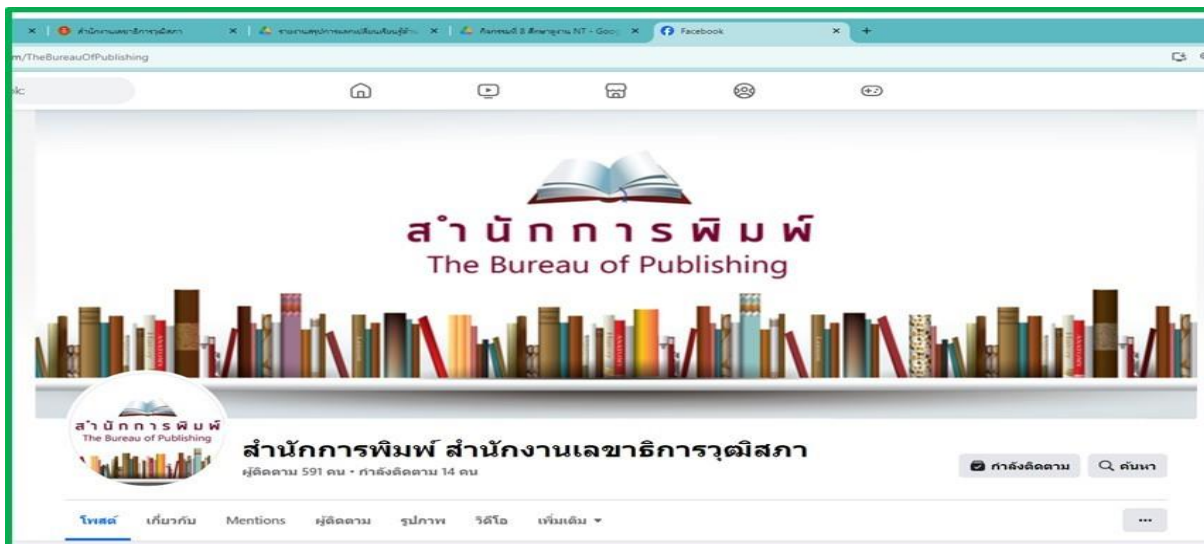 สำนักงานเลขาธิการวุฒิสภา
Facebook
m/TheBureauOfPublishing
สำนักการพิมพ์
The Bureau of Publishing
สำนักการพิมพ์
The Bureau of Publishing
สำนักการพิมพ์ สำนักงานเลขาธิการวุฒิสภา
ผู้ติดตาม 591 คน • กำลังติดตาม 14 คน
กำลังติดตาม ค้นหา
โพสต์ เกี่ยวกับ Mentions ผู้ติดตาม รูปภาพ วิดีโอ เพิ่มเติม